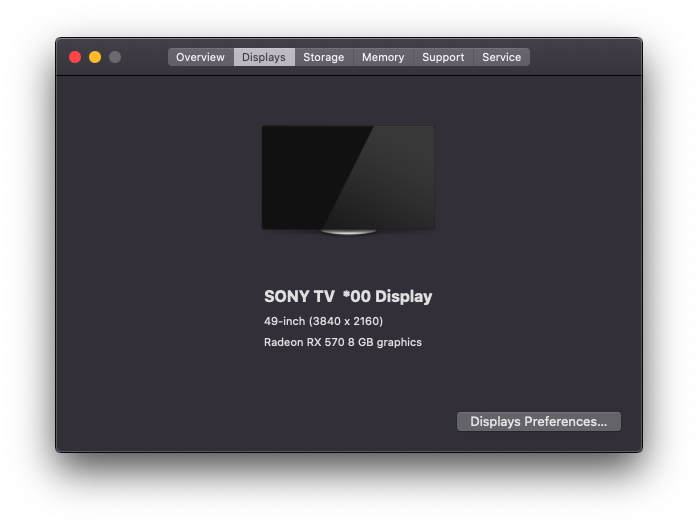 Overview Displays Storage Memory Support Service
SONY TV  *00 Display
49-inch (3840 x 2160)
Radeon RX 570 8 GB graphics
Displays Preferences...